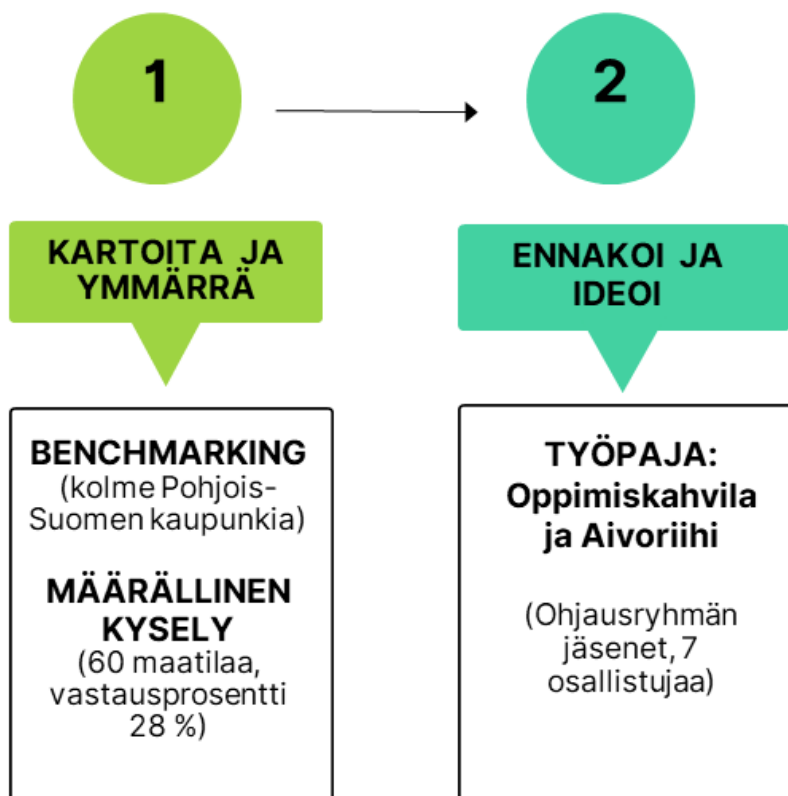 1
KARTOITA JA
YMMÄRRÄ
BENCHMARKING
(kolme Pohjois-
Suomen kaupunkia)
MÄÄRÄLLINEN
KYSELY
(60 maatilaa,
vastausprosentti
28 %)
2
ENNAKOI JA
IDEOI
TYÖPAJA:
Oppimiskahvila
ja Aivoriihi
(Ohjausryhmän
jäsenet, 7
osallistujaa)